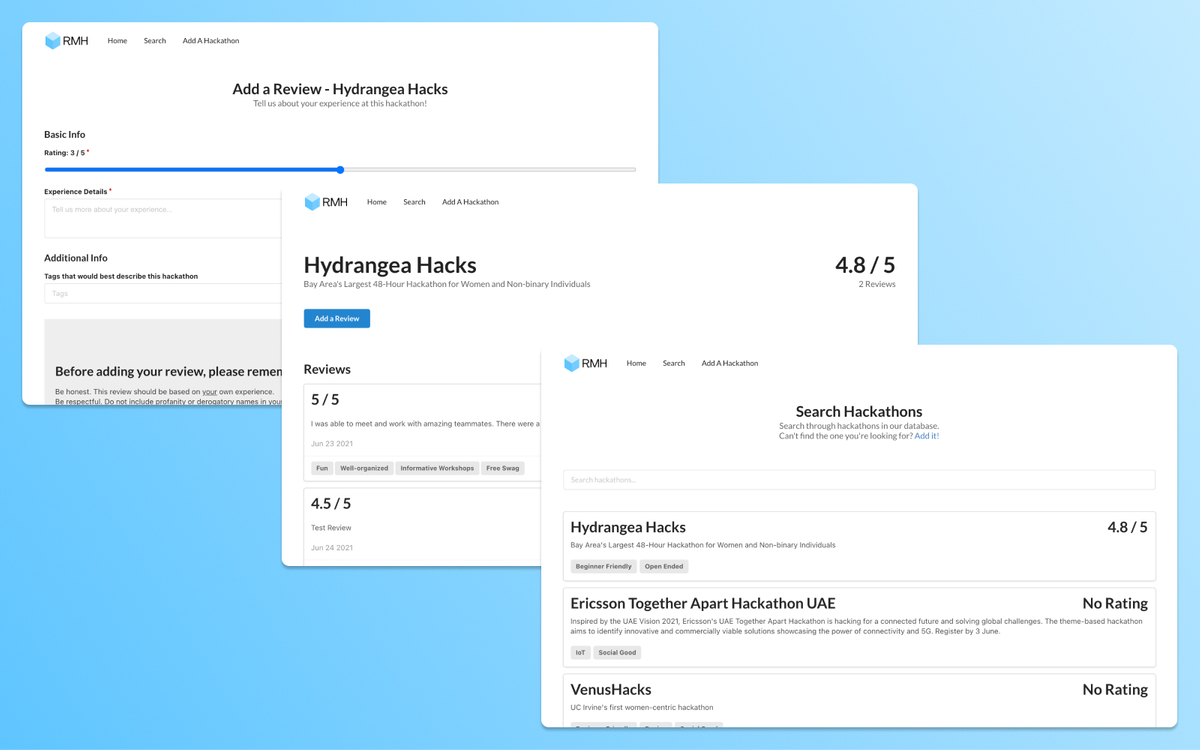 RMH Home Search Add A Hackathon
Add a Review - Hydrangea Hacks
Tell us about your experience at this hackathon!
Basic Info
Rating: 3 / 5 *
Experience Details *
Tell us more about your experience...
Additional Info
Tags that would best describe this hackathon
Tags
Before adding your review, please remem
Be honest. This review should be based on your own experience.
Be respectful. Do not include profanity or derogatory names in your
RMH Home Search Add A Hackathon
Hydrangea Hacks 4.8 / 5
Bay Area's Largest 48-Hour Hackathon for Women and Non-binary Individuals 2 Reviews
Add a Review
Reviews
5 / 5
I was able to meet and work with amazing teammates. There were a
Jun 23 2021
Fun Well-organized Informative Workshops Free Swag
4.5 / 5
Test Review
Jun 24 2021
RMH Home Search Add A Hackathon
Search Hackathons
Search through hackathons in our database.
Can't find the one you're looking for? Add it!
Search hackathons...
Hydrangea Hacks 4.8 / 5
Bay Area's Largest 48-Hour Hackathon for Women and Non-binary Individuals
Beginner Friendly Open Ended
Ericsson Together Apart Hackathon UAE No Rating
Inspired by the UAE Vision 2021, Ericsson's UAE Together Apart Hackathon is hacking for a connected future and solving global challenges. The theme-based hackathon
aims to identify innovative and commercially viable solutions showcasing the power of connectivity and 5G. Register by 3 June.
IoT Social Good
VenusHacks No Rating
UC Irvine's first women-centric hackathon